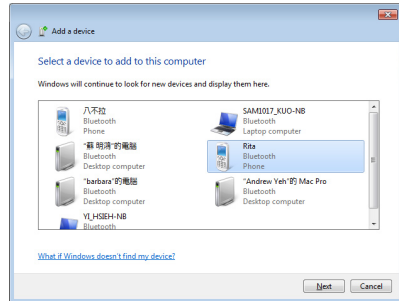 Add a device
Select a device to add to this computer
Windows will continue to look for new devices and display them here.
八不拉
Bluetooth
Phone
SAM1017_KUO-NB
Bluetooth
Laptop computer
"蘇 明清"的電腦
Bluetooth
Desktop computer
Rita
Bluetooth
Phone
"barbara"的電腦
Bluetooth
Desktop computer
"Andrew Yeh"的 Mac Pro
Bluetooth
Desktop computer
YI_HSIEH-NB
Bluetooth
What if Windows doesn't find my device?
Next
Cancel